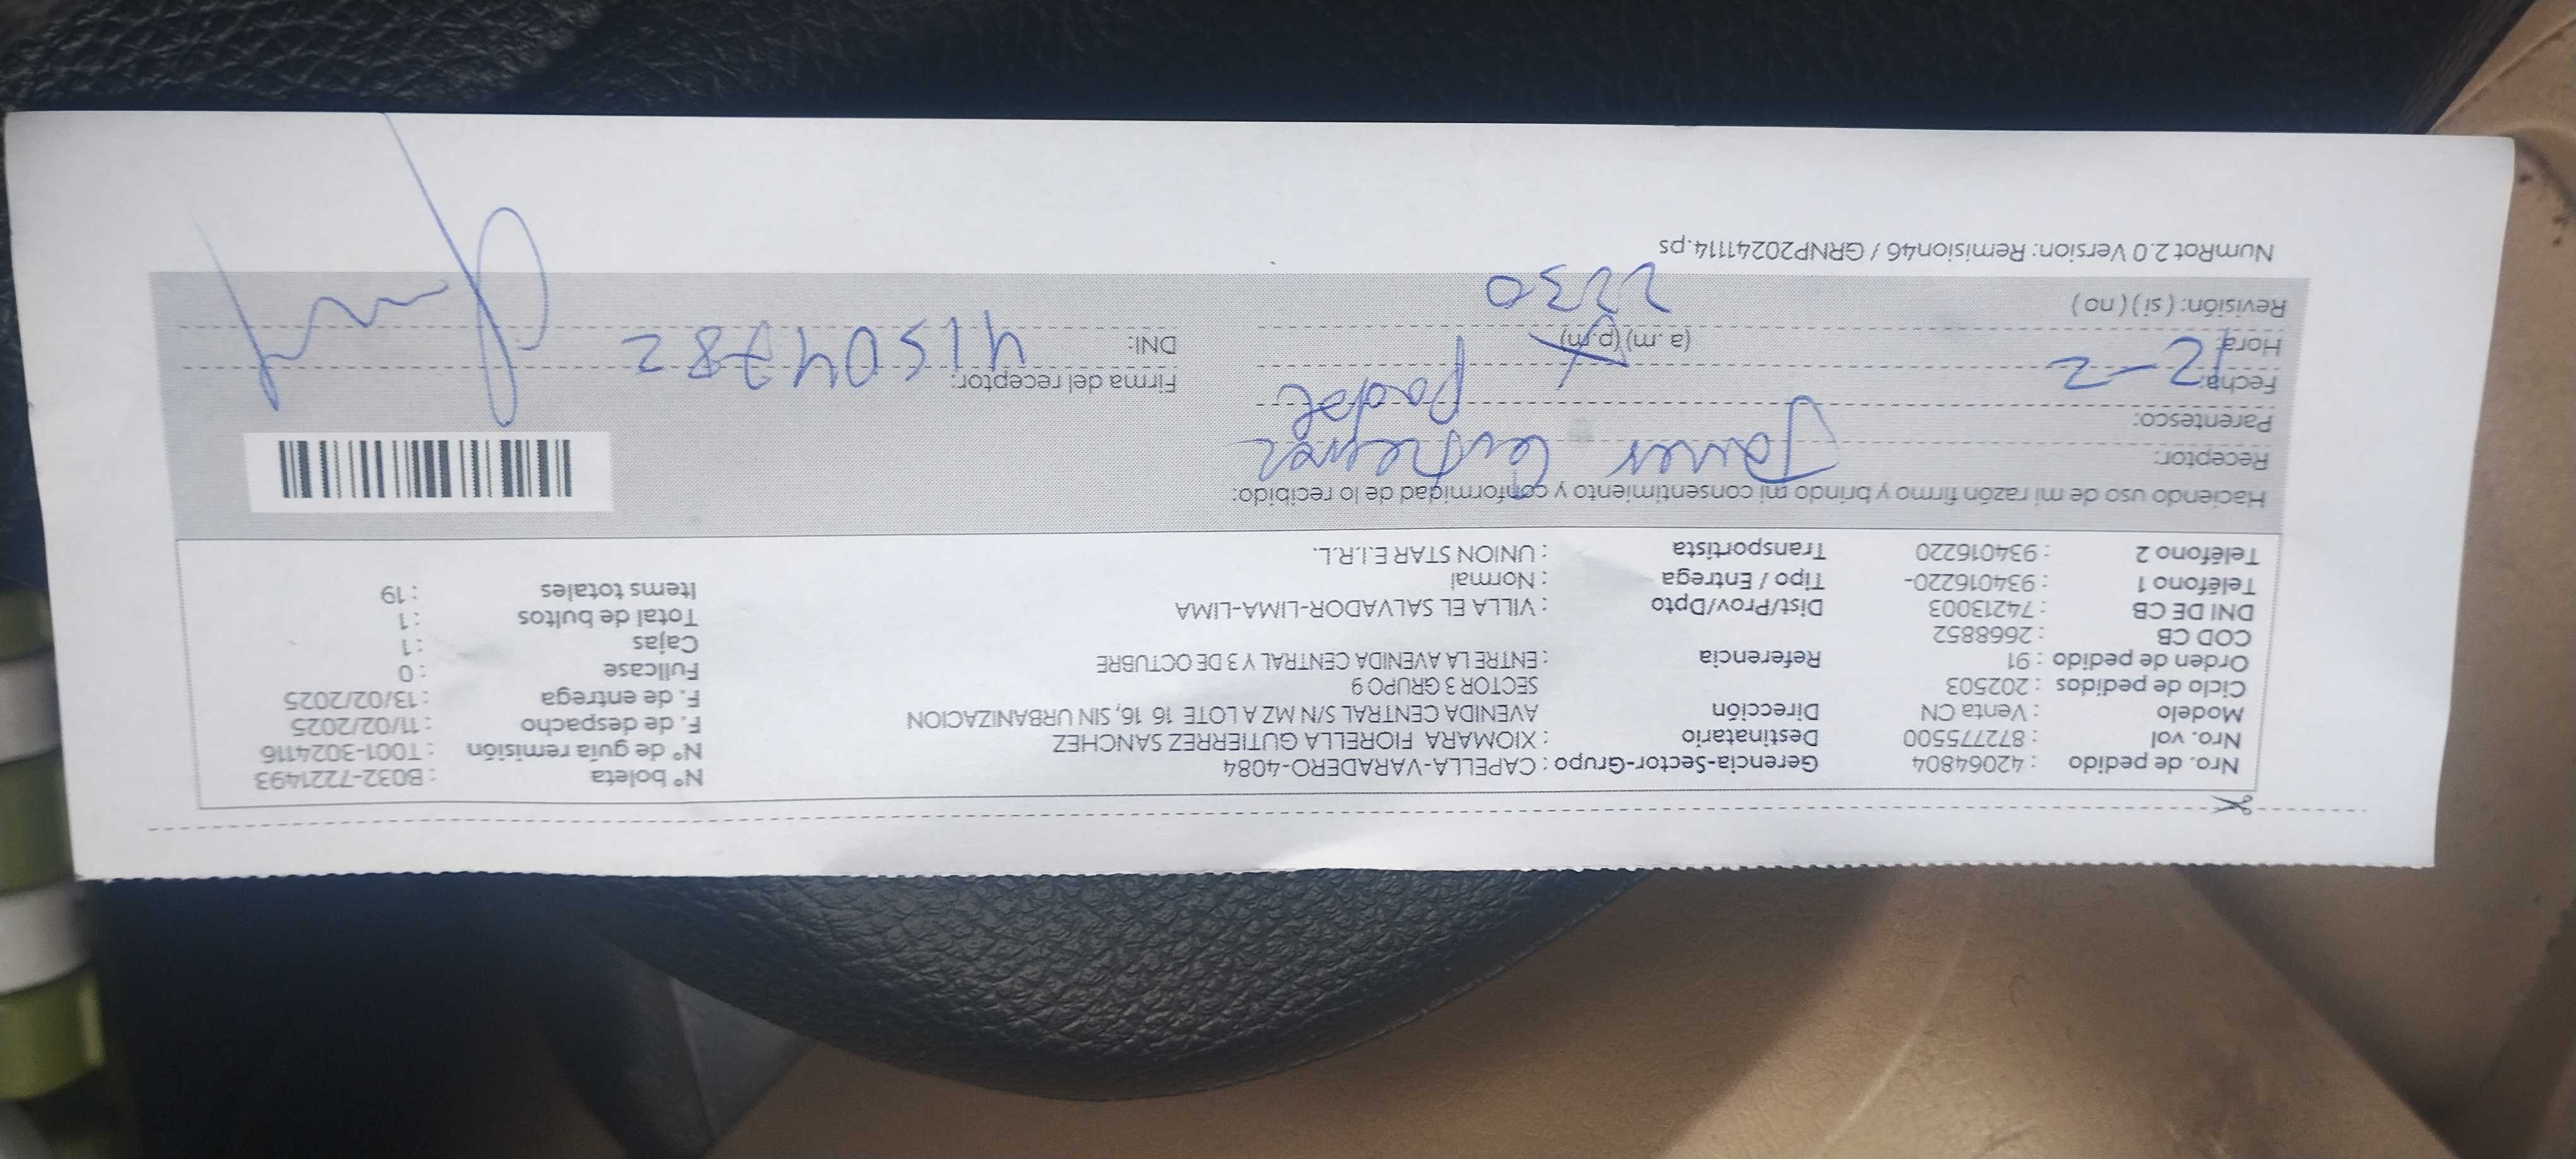 Nro. de pedido : 42064804 Gerencia-Sector-Grupo : CAPELLA-VARADERO-4084 N° boleta : B032-7221493
Nro. vol : 872775500 Destinatario : XIOMARA FIORELLA GUTIERREZ SANCHEZ N° de guía remisión : T001-3024116
Modelo : Venta CN Dirección AVENIDA CENTRAL S/N MZ A LOTE 16 16, SIN URBANIZACION F. de despacho : 11/02/2025
Ciclo de pedidos : 202503 SECTOR 3 GRUPO 9 F. de entrega : 13/02/2025
Orden de pedido : 91 Referencia : ENTRE LA AVENIDA CENTRAL Y 3 DE OCTUBRE Fullcase : 0
COD CB : 2668852 Cajas : 1
DNI DE CB : 74213003 Dist/Prov/Dpto : VILLA EL SALVADOR-LIMA-LIMA Total de bultos : 1
Teléfono 1 : 934016220- Tipo / Entrega : Normal Items totales : 19
Teléfono 2 : 934016220 Transportista : UNION STAR E.I.R.L.
Haciendo uso de mi razón firmo y brindo mi consentimiento y conformidad de lo recibido:
Receptor:
Parentesco: padre
Fecha: 12-2 Firma del receptor:
Hora: (a.m) (p.m) DNI: 41504782
Revisión: ( si ) ( no ) 2230
NumRot 2.0 Version: Remision46 / GRNP20241114.ps